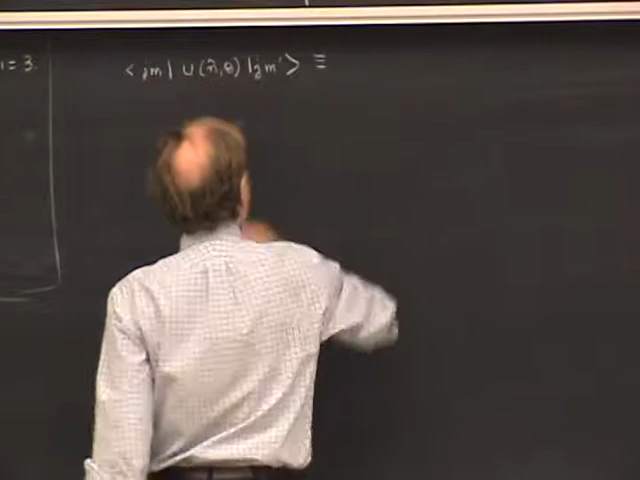 = 3.
< jm | U (n̂, θ) | jm' > ≡